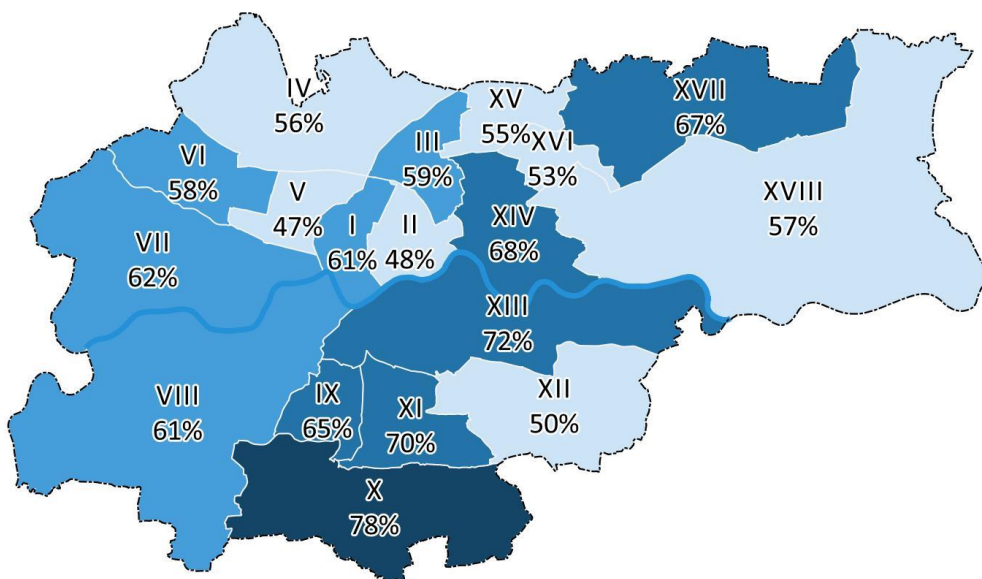 IV
56%
XV
55%
XVII
67%
III
59%
XVI
53%
VI
58%
V
47%
XVIII
57%
I
61%
II
48%
XIV
68%
VII
62%
XIII
72%
VIII
61%
IX
65%
XI
70%
XII
50%
X
78%